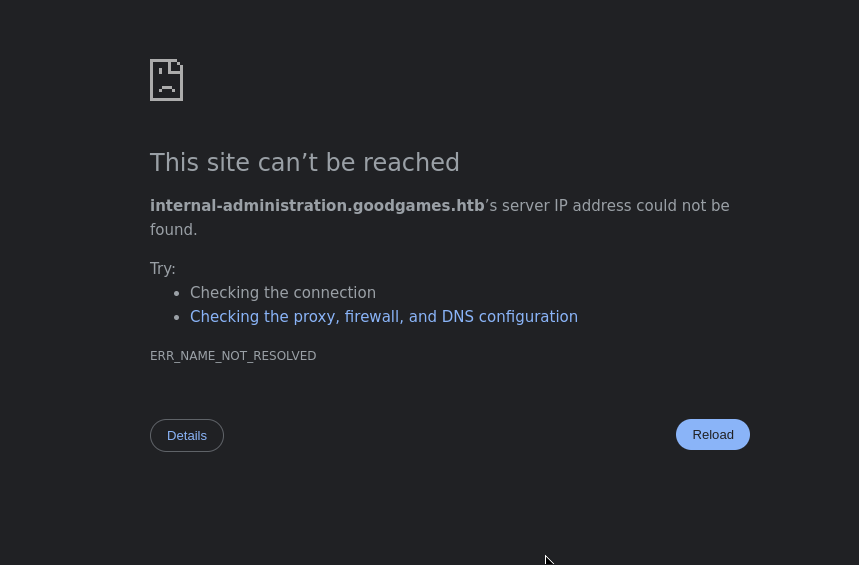 This site can’t be reached
internal-administration.goodgames.htb’s server IP address could not be
found.
Try:
• Checking the connection
• Checking the proxy, firewall, and DNS configuration
ERR_NAME_NOT_RESOLVED
Details
Reload